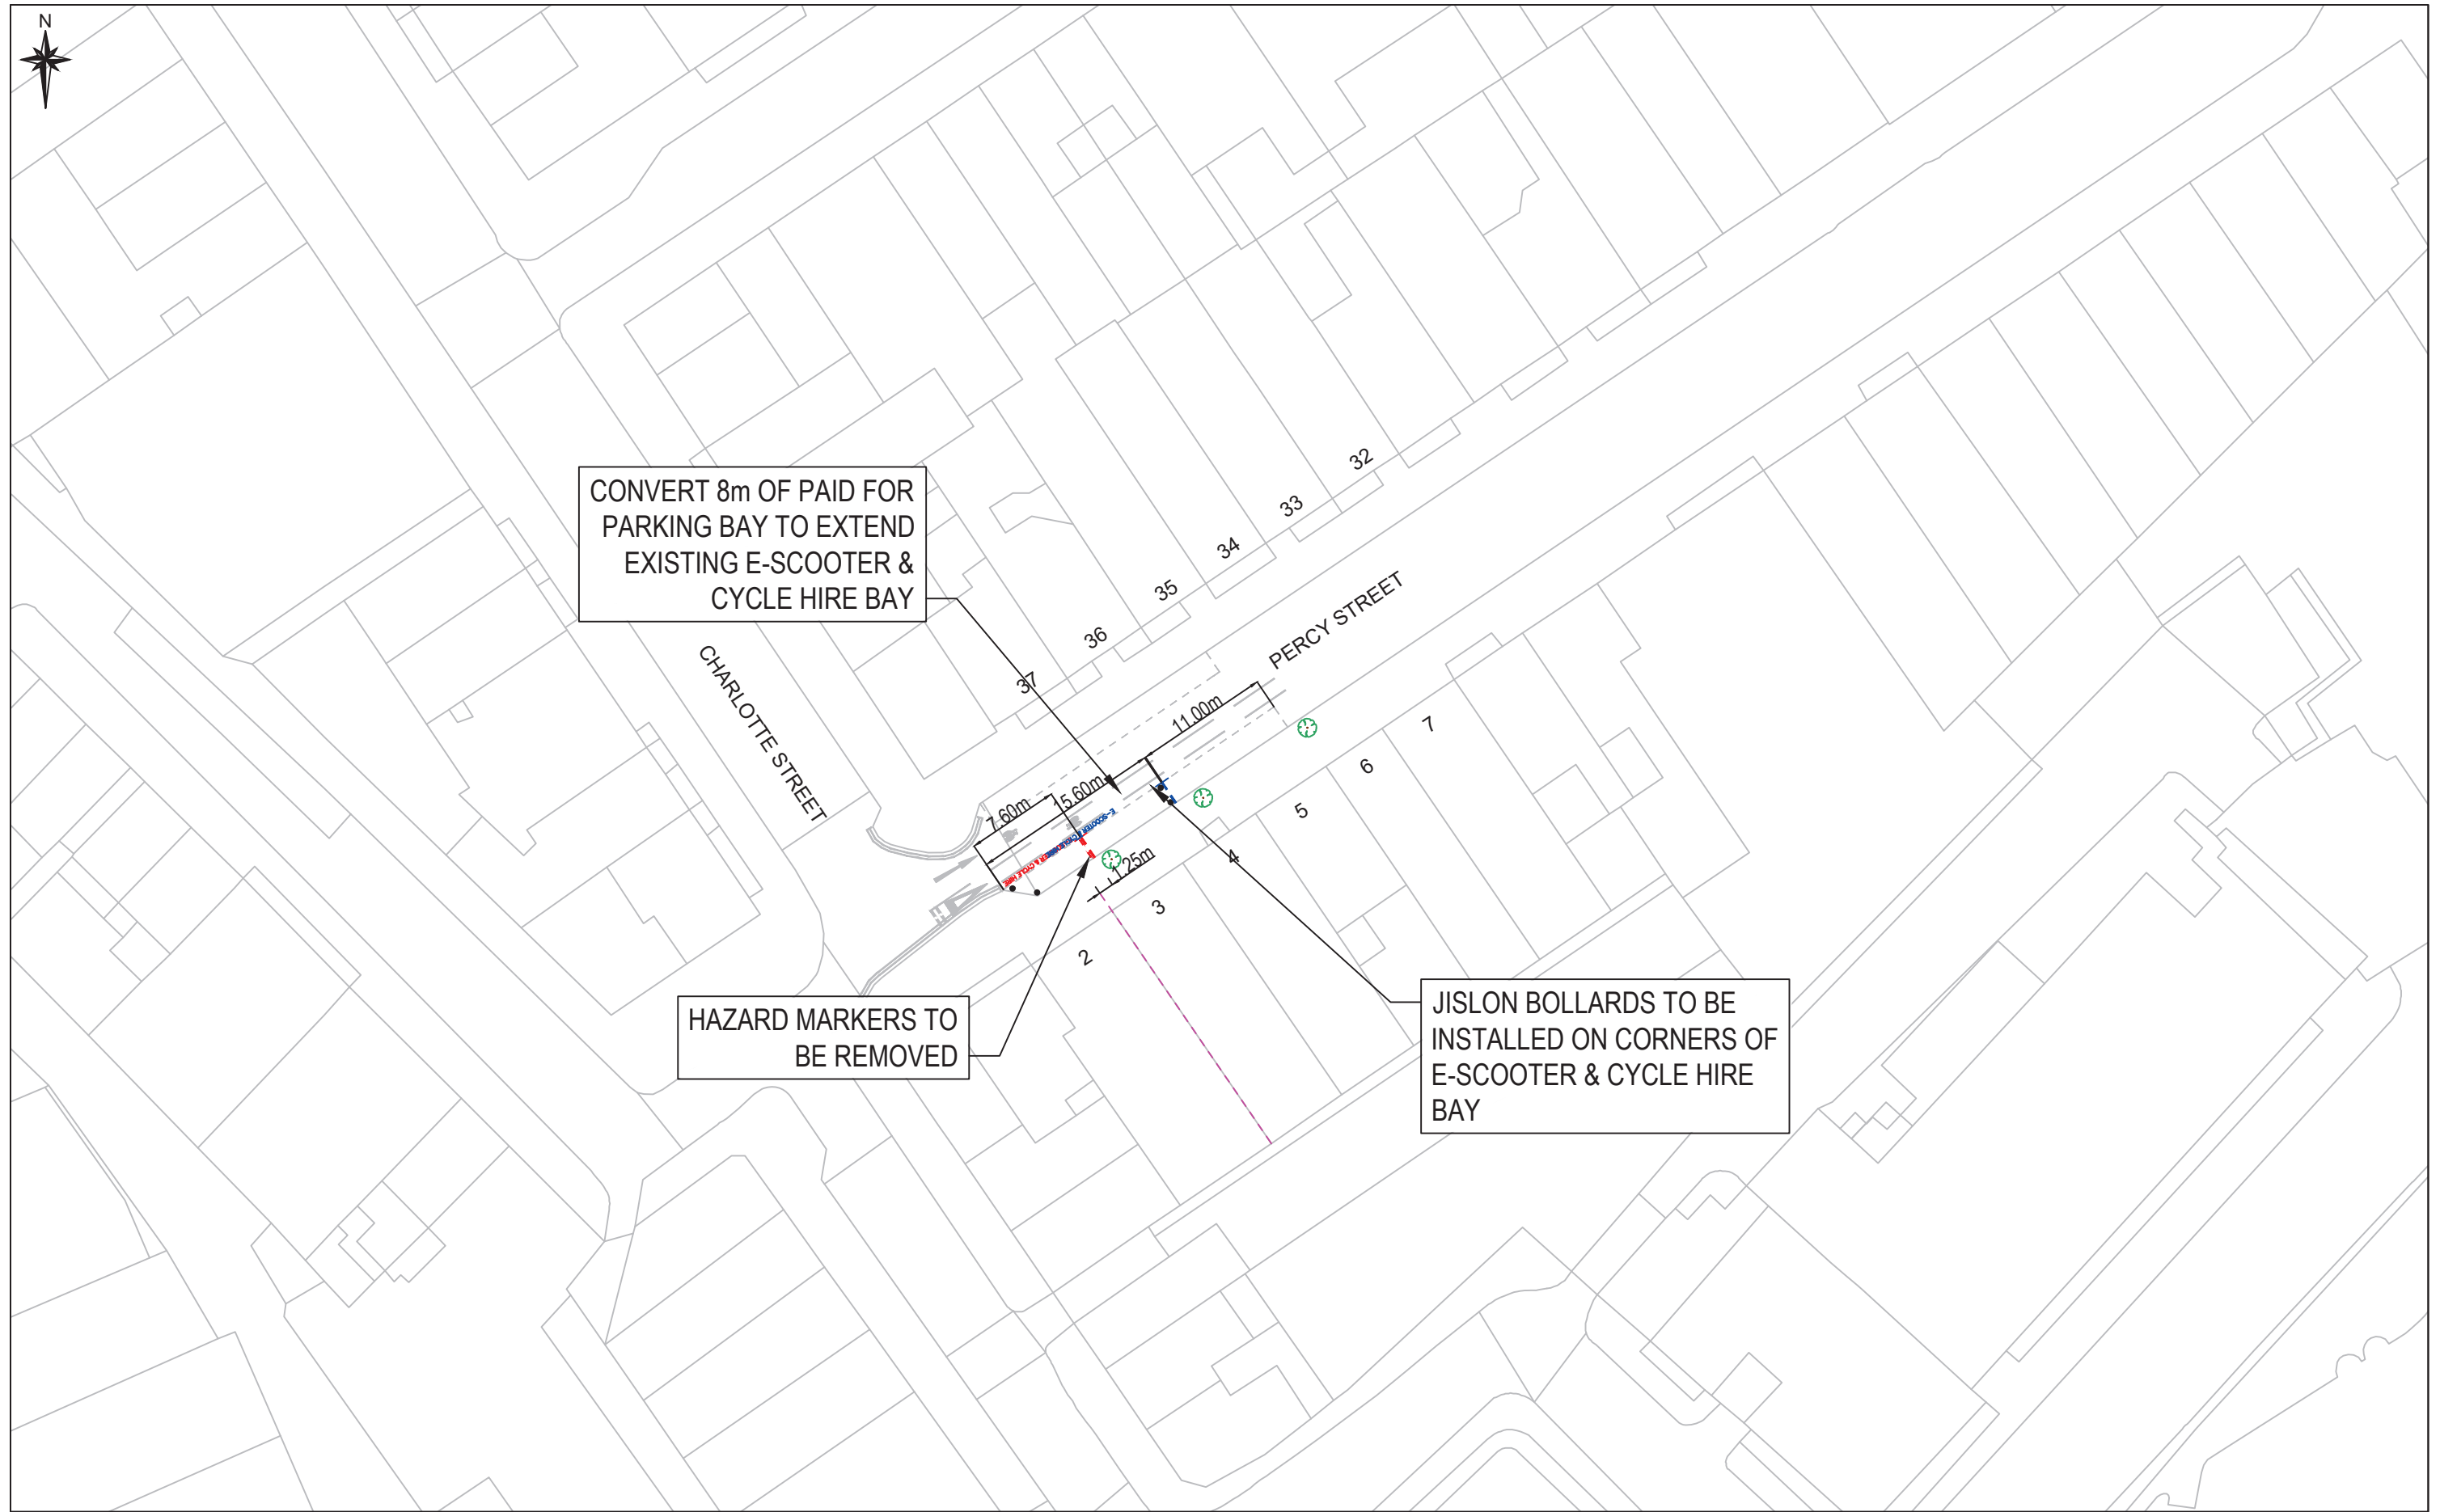 N
CONVERT 8m OF PAID FOR
PARKING BAY TO EXTEND
EXISTING E-SCOOTER &
CYCLE HIRE BAY
32
33
34
35
36
37
PERCY STREET
CHARLOTTE STREET
11.00m
15.60m
7.60m
1.25m
7
6
5
4
3
2
HAZARD MARKERS TO
BE REMOVED
JISLON BOLLARDS TO BE
INSTALLED ON CORNERS OF
E-SCOOTER & CYCLE HIRE
BAY